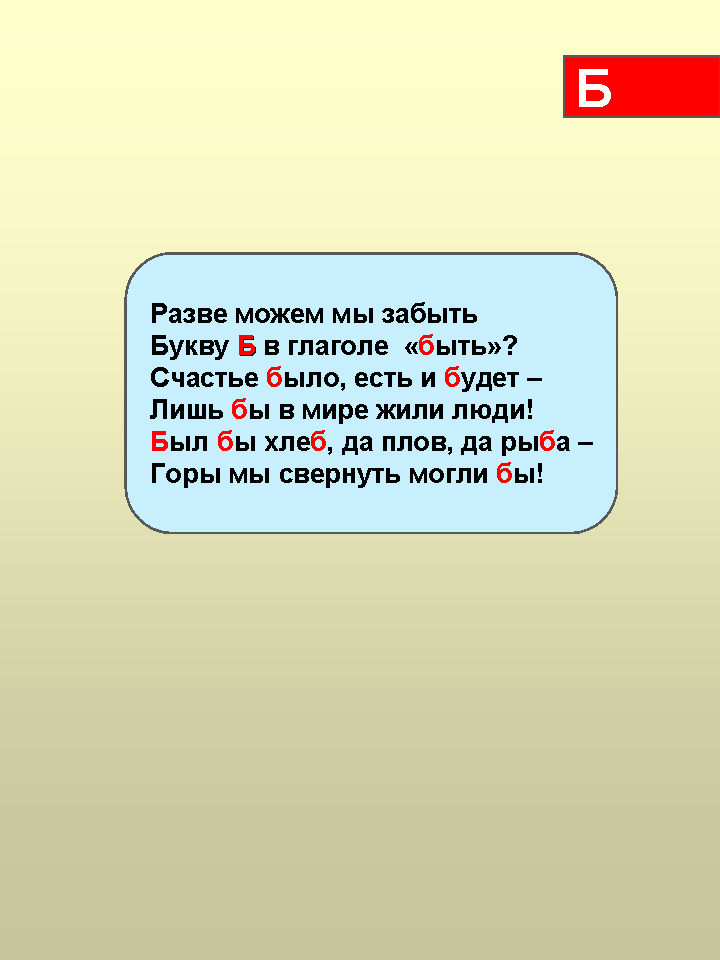 Б
Разве можем мы забыть
Букву Б в глаголе «быть»?
Счастье было, есть и будет –
Лишь бы в мире жили люди!
Был бы хлеб, да плов, да рыба –
Горы мы свернуть могли бы!